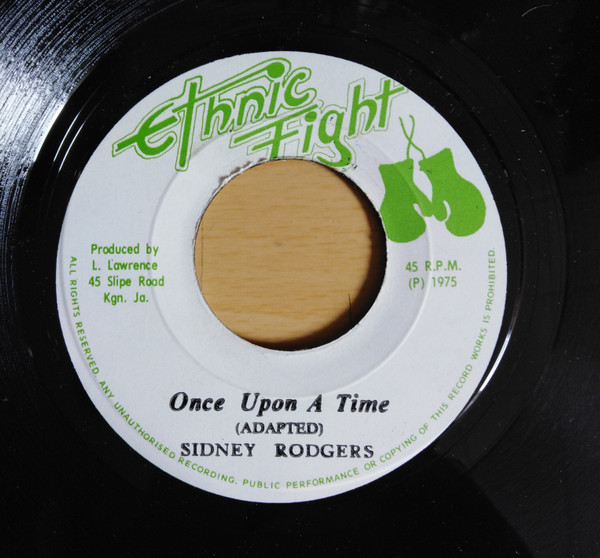 Ethnic
Fight
Produced by
L. Lawrence
45 Slipe Road
Kgn. Ja.
45 R.P.M.
(P) 1975
Once Upon A Time
(ADAPTED)
SIDNEY RODGERS
ALL RIGHTS RESERVED. ANY UNAUTHORISED RECORDING, PUBLIC PERFORMANCE OR COPYING OF THIS RECORD WORKS IS PROHIBITED.